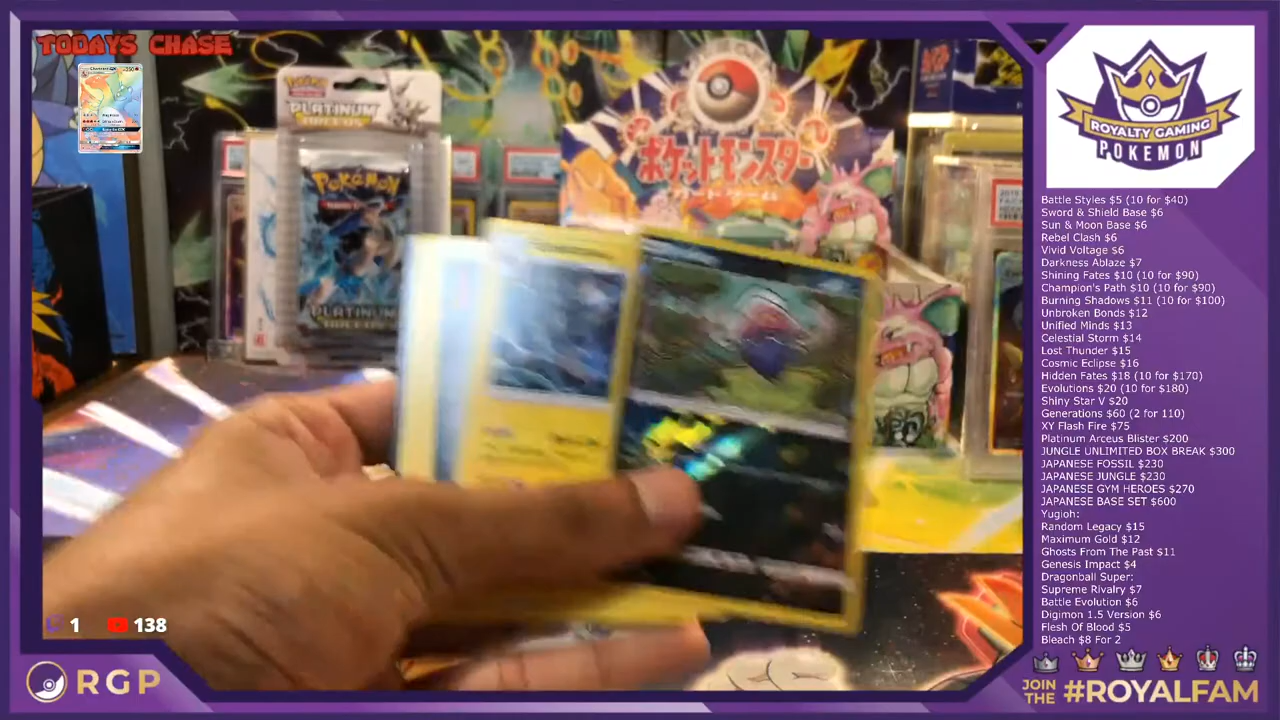 TODAYS CHASE
Pokémon
PLATINUM
Pokémon
PLATINUM
ポケットモンスター
ROYALTY GAMING
POKEMON
Battle Styles $5 (10 for $40)
Sword & Shield Base $6
Sun & Moon Base $6
Rebel Clash $6
Vivid Voltage $6
Darkness Ablaze $7
Shining Fates $10 (10 for $90)
Champion's Path $10 (10 for $90)
Burning Shadows $11 (10 for $100)
Unbroken Bonds $12
Unified Minds $13
Celestial Storm $14
Lost Thunder $15
Cosmic Eclipse $16
Hidden Fates $18 (10 for $170)
Evolutions $20 (10 for $180)
Shiny Star V $20
Generations $60 (2 for 110)
XY Flash Fire $75
Platinum Arceus Blister $200
JUNGLE UNLIMITED BOX BREAK $300
JAPANESE FOSSIL $230
JAPANESE JUNGLE $230
JAPANESE GYM HEROES $270
JAPANESE BASE SET $600
Yugioh:
Random Legacy $15
Maximum Gold $12
Ghosts From The Past $11
Genesis Impact $4
Dragonball Super:
Supreme Rivalry $7
Battle Evolution $6
Digimon 1.5 Version $6
Flesh Of Blood $5
Bleach $8 For 2
1 138
RGP
JOIN THE #ROYALFAM